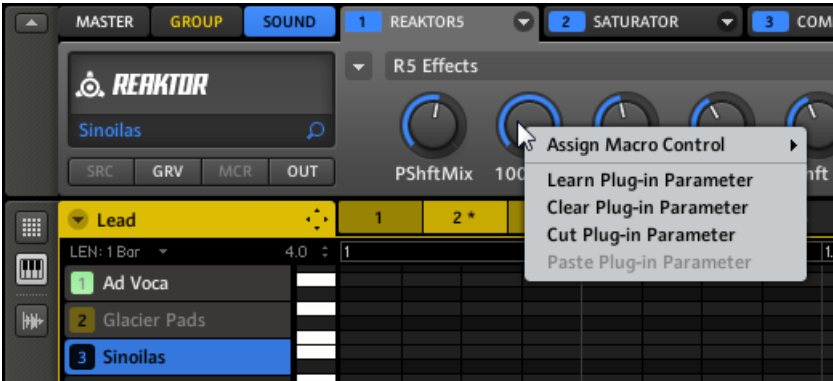 MASTER GROUP SOUND 1 REAKTOR5 2 SATURATOR 3 COM
REAKTOR
R5 Effects
Sinoilas
SRC GRV MCR OUT
PShftMix 100
Assign Macro Control
Learn Plug-in Parameter
Clear Plug-in Parameter
Cut Plug-in Parameter
Paste Plug-in Parameter
Lead 1 2 *
LEN: 1 Bar 4.0 1
1 Ad Voca
2 Glacier Pads
3 Sinoilas